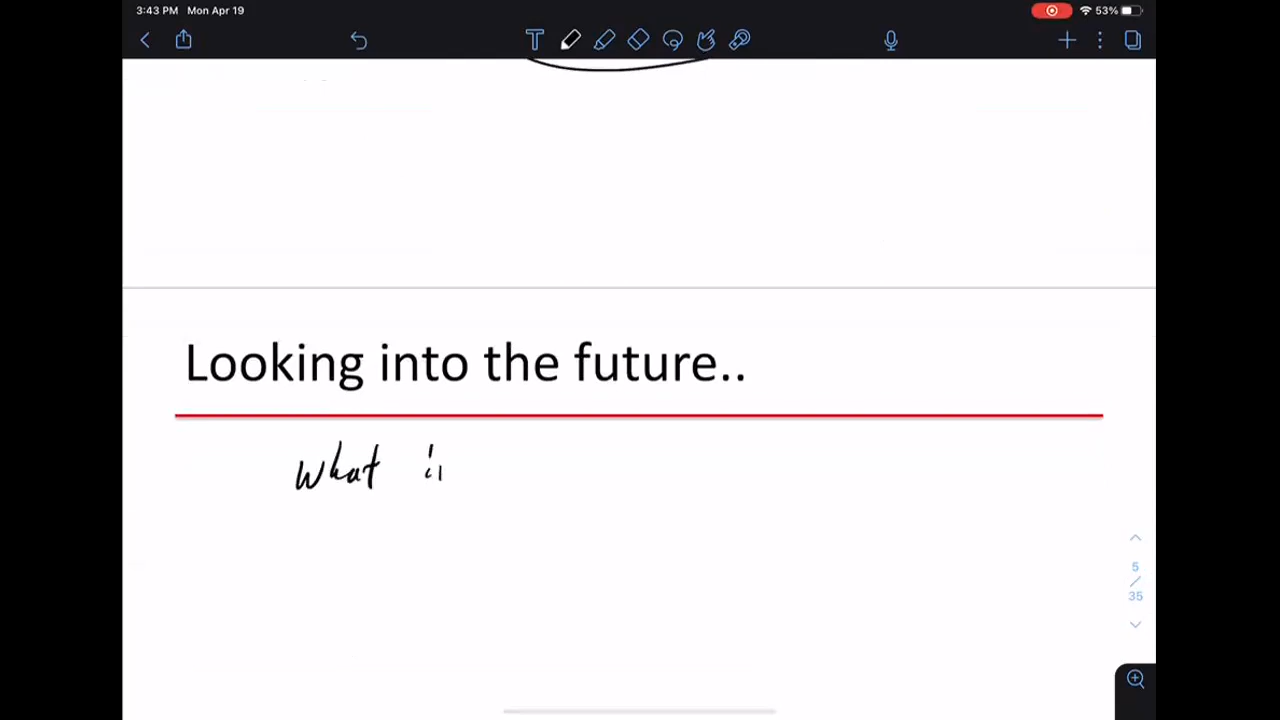 3:43 PM Mon Apr 19
53%
T
Looking into the future..
What
5
/
35